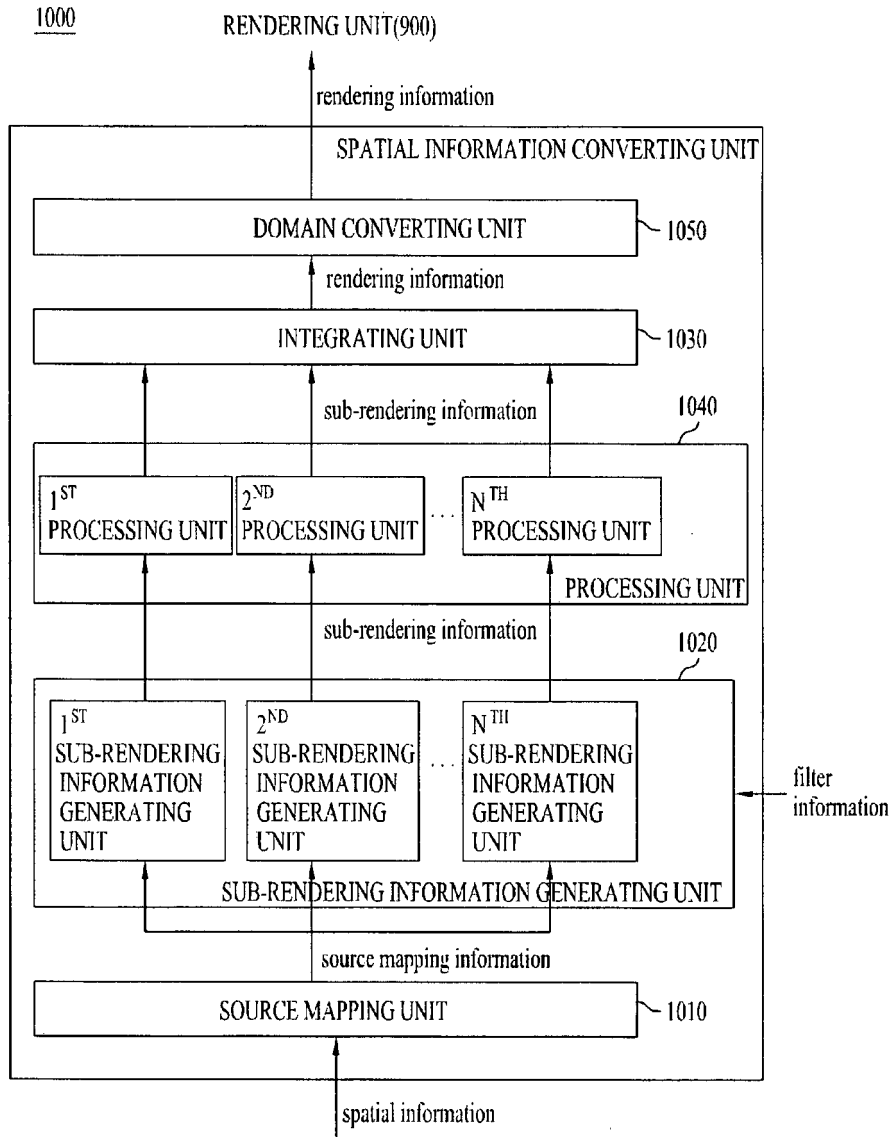 1000
RENDERING UNIT(900)
rendering information
SPATIAL INFORMATION CONVERTING UNIT
DOMAIN CONVERTING UNIT
1050
rendering information
INTEGRATING UNIT
1030
sub-rendering information
1040
1ST
PROCESSING UNIT
2ND
PROCESSING UNIT
...
NTH
PROCESSING UNIT
PROCESSING UNIT
sub-rendering information
1020
1ST
SUB-RENDERING
INFORMATION
GENERATING
UNIT
2ND
SUB-RENDERING
INFORMATION
GENERATING
UNIT
...
NTH
SUB-RENDERING
INFORMATION
GENERATING
UNIT
filter
information
SUB-RENDERING INFORMATION GENERATING UNIT
source mapping information
SOURCE MAPPING UNIT
1010
spatial information